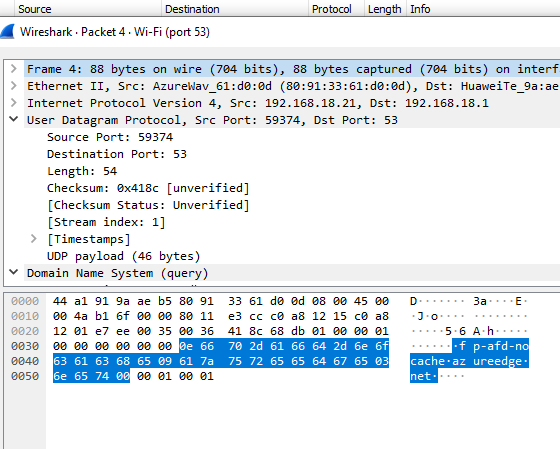 Source Destination Protocol Length Info
Wireshark · Packet 4 · Wi-Fi (port 53)
Frame 4: 88 bytes on wire (704 bits), 88 bytes captured (704 bits) on interf
Ethernet II, Src: AzureWav_61:d0:0d (80:91:33:61:d0:0d), Dst: HuaweiTe_9a:ae
Internet Protocol Version 4, Src: 192.168.18.21, Dst: 192.168.18.1
User Datagram Protocol, Src Port: 59374, Dst Port: 53
Source Port: 59374
Destination Port: 53
Length: 54
Checksum: 0x418c [unverified]
[Checksum Status: Unverified]
[Stream index: 1]
[Timestamps]
UDP payload (46 bytes)
Domain Name System (query)
0000 44 a1 91 9a ae b5 80 91 33 61 d0 0d 08 00 45 00 D·······3a····E·
0010 00 4a b1 6f 00 00 80 11 e3 cc c0 a8 12 15 c0 a8 ·J·o············
0020 12 01 e7 ee 00 35 00 36 41 8c 68 db 01 00 00 01 ·····5·6A·h·····
0030 00 00 00 00 00 00 0e 66 70 2d 61 66 64 2d 6e 6f ·······fp-afd-no
0040 63 61 63 68 65 09 61 7a 75 72 65 65 64 67 65 03 cache·azureedge·
0050 6e 65 74 00 00 01 00 01 net·····